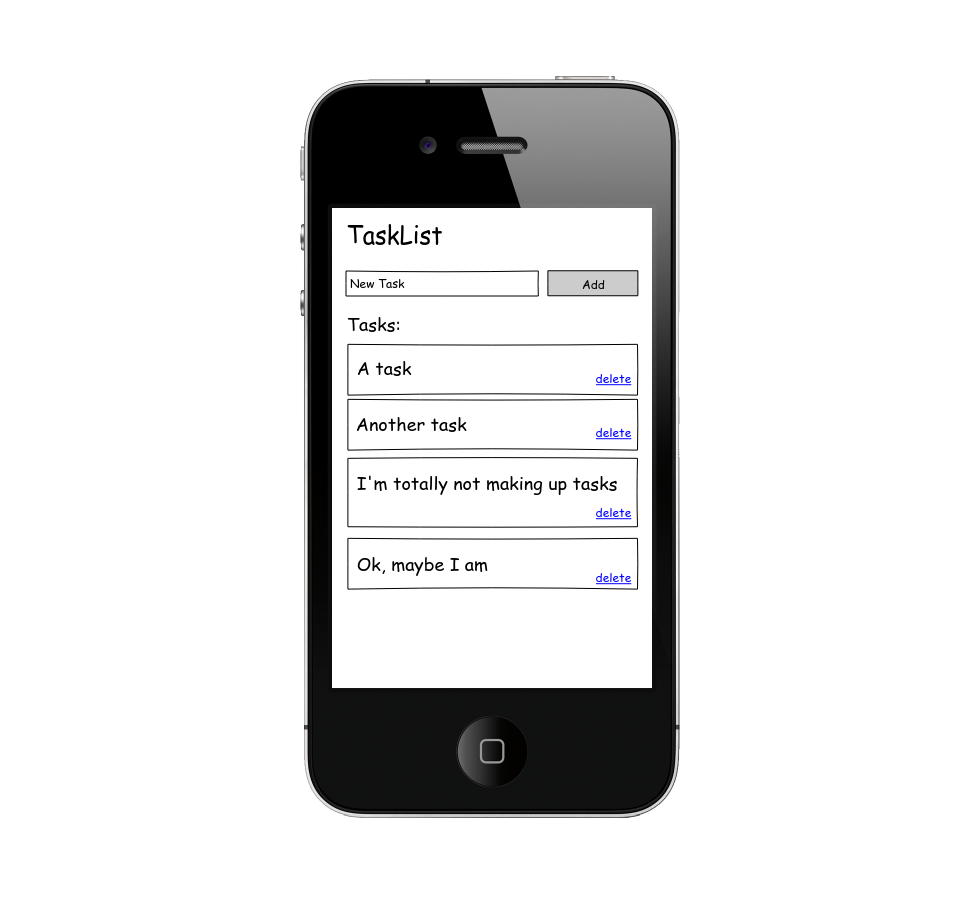 TaskList
New Task
Add
Tasks:
A task
delete
Another task
delete
I'm totally not making up tasks
delete
Ok, maybe I am
delete